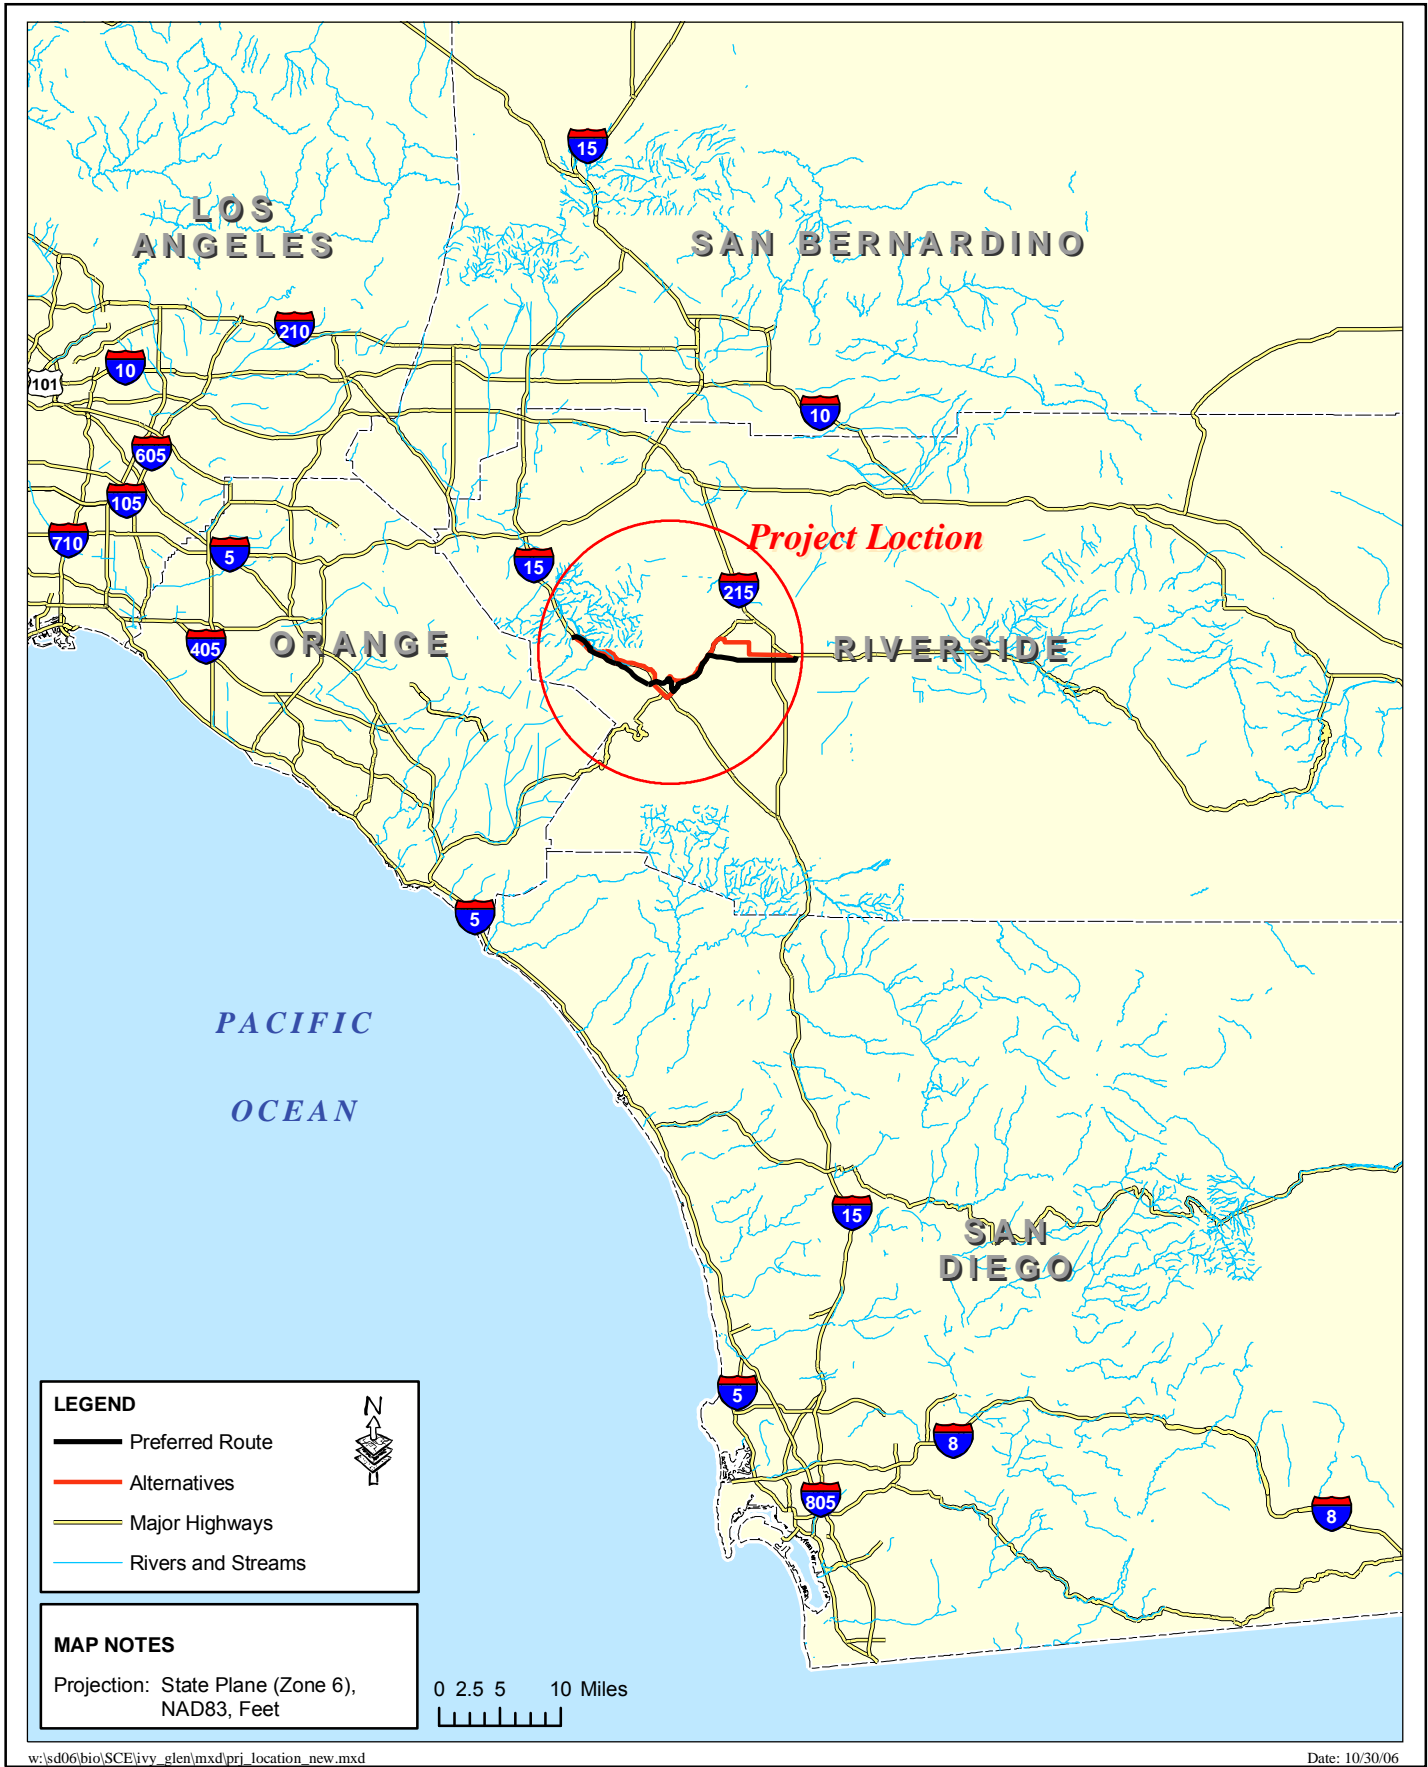 15
LOS
ANGELES
SAN BERNARDINO
210
10
101
10
605
105
710
5
15
Project Loction
215
ORANGE
405
RIVERSIDE
5
PACIFIC
OCEAN
15
SAN
DIEGO
5
8
805
8
LEGEND
N
Preferred Route
Alternatives
Major Highways
Rivers and Streams
MAP NOTES
Projection: State Plane (Zone 6),
NAD83, Feet
0 2.5 5 10 Miles
w:\sd06\bio\SCE\ivy_glen\mxd\prj_location_new.mxd
Date: 10/30/06